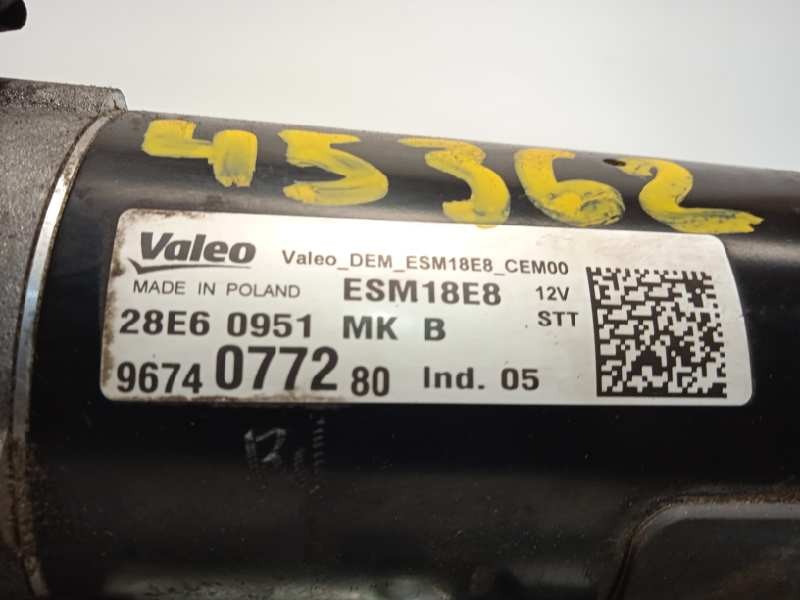 45362
Valeo Valeo_DEM_ESM18E8_CEM00
MADE IN POLAND ESM18E8 12V
28E6 0951 MK B STT
9674 0772 80 Ind. 05